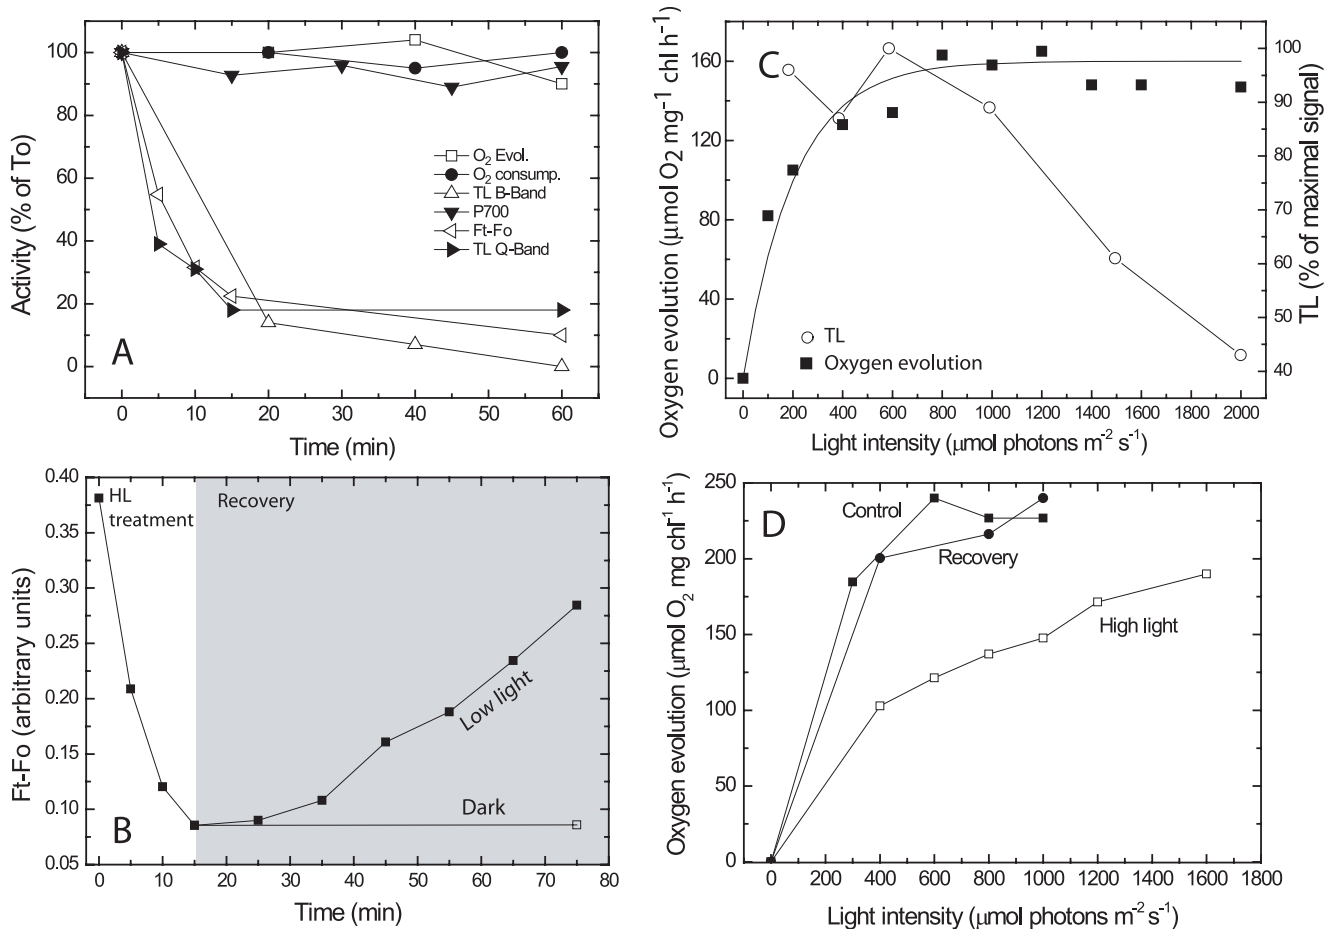 Activity (% of To)
100
80
60
40
20
0
O₂ Evol.
O₂ consump.
TL B-Band
P700
Ft-Fo
TL Q-Band
A
0 10 20 30 40 50 60
Time (min)
Oxygen evolution (μmol O2 mg⁻¹ chl h⁻¹)
160
120
80
40
0
C
TL
Oxygen evolution
100
90
80
70
60
50
40
TL (% of maximal signal)
0 200 400 600 800 1000 1200 1400 1600 1800 2000
Light intensity (μmol photons m⁻² s⁻¹)
Ft-Fo (arbitrary units)
0.40
0.35
0.30
0.25
0.20
0.15
0.10
0.05
HL
treatment
Recovery
Low light
Dark
B
0 10 20 30 40 50 60 70 80
Time (min)
Oxygen evolution (μmol O₂ mg chl⁻¹ h⁻¹)
250
200
150
100
50
0
Control
D
Recovery
High light
0 200 400 600 800 1000 1200 1400 1600 1800
Light intensity (μmol photons m⁻² s⁻¹)